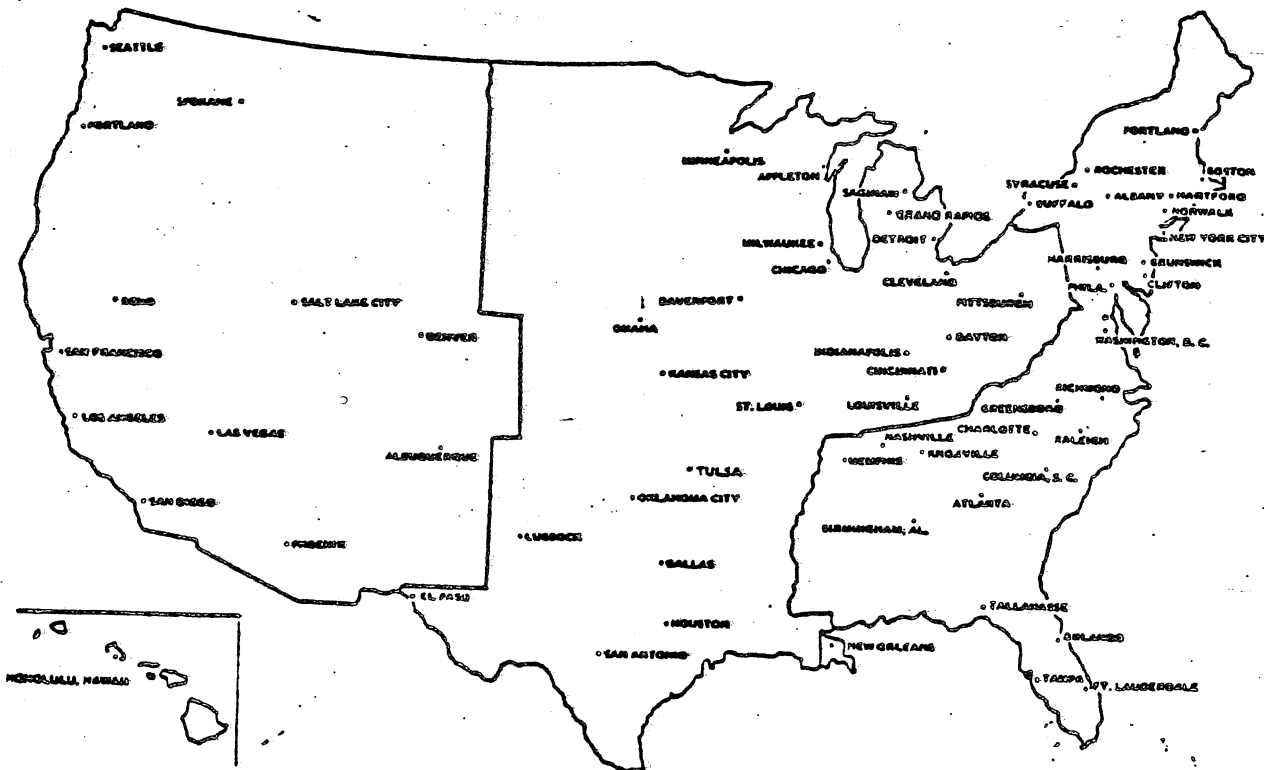 SEATTLE
SPOKANE
PORTLAND
PORTLAND
MINNEAPOLIS
APPLETON
ROCHESTER
BOSTON
SYRACUSE
SAGINAW
BUFFALO
ALBANY
HARTFORD
NORWALK
GRAND RAPIDS
DETROIT
NEW YORK CITY
MILWAUKEE
CHICAGO
HARRISBURG
BRUNSWICK
CLEVELAND
CLIFTON
PHILA.
RENO
SALT LAKE CITY
DAVENPORT
PITTSBURGH
OMAHA
DENVER
DAYTON
WASHINGTON, D. C.
SAN FRANCISCO
INDIANAPOLIS
CINCINNATI
KANSAS CITY
RICHMOND
ST. LOUIS
LOUISVILLE
GREENSBORO
LOS ANGELES
LAS VEGAS
CHARLOTTE
RALEIGH
NASHVILLE
KNOXVILLE
ALBUQUERQUE
MEMPHIS
TULSA
COLUMBIA, S. C.
SAN DIEGO
OKLAHOMA CITY
ATLANTA
BIRMINGHAM, AL.
PHOENIX
LUBBOCK
DALLAS
EL PASO
TALLAHASSE
HOUSTON
ORLANDO
NEW ORLEANS
SAN ANTONIO
HONOLULU, HAWAII
TAMPA
FT. LAUDERDALE